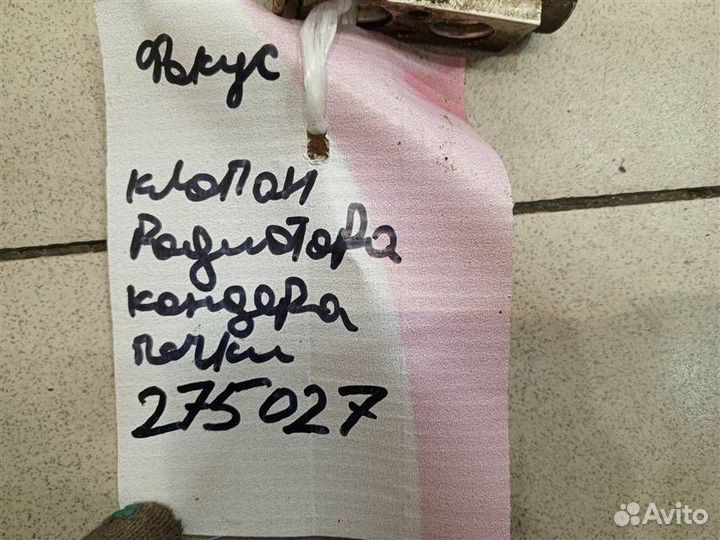 Фокус
клапан
Радиатора
кондера
печки
275027
Avito